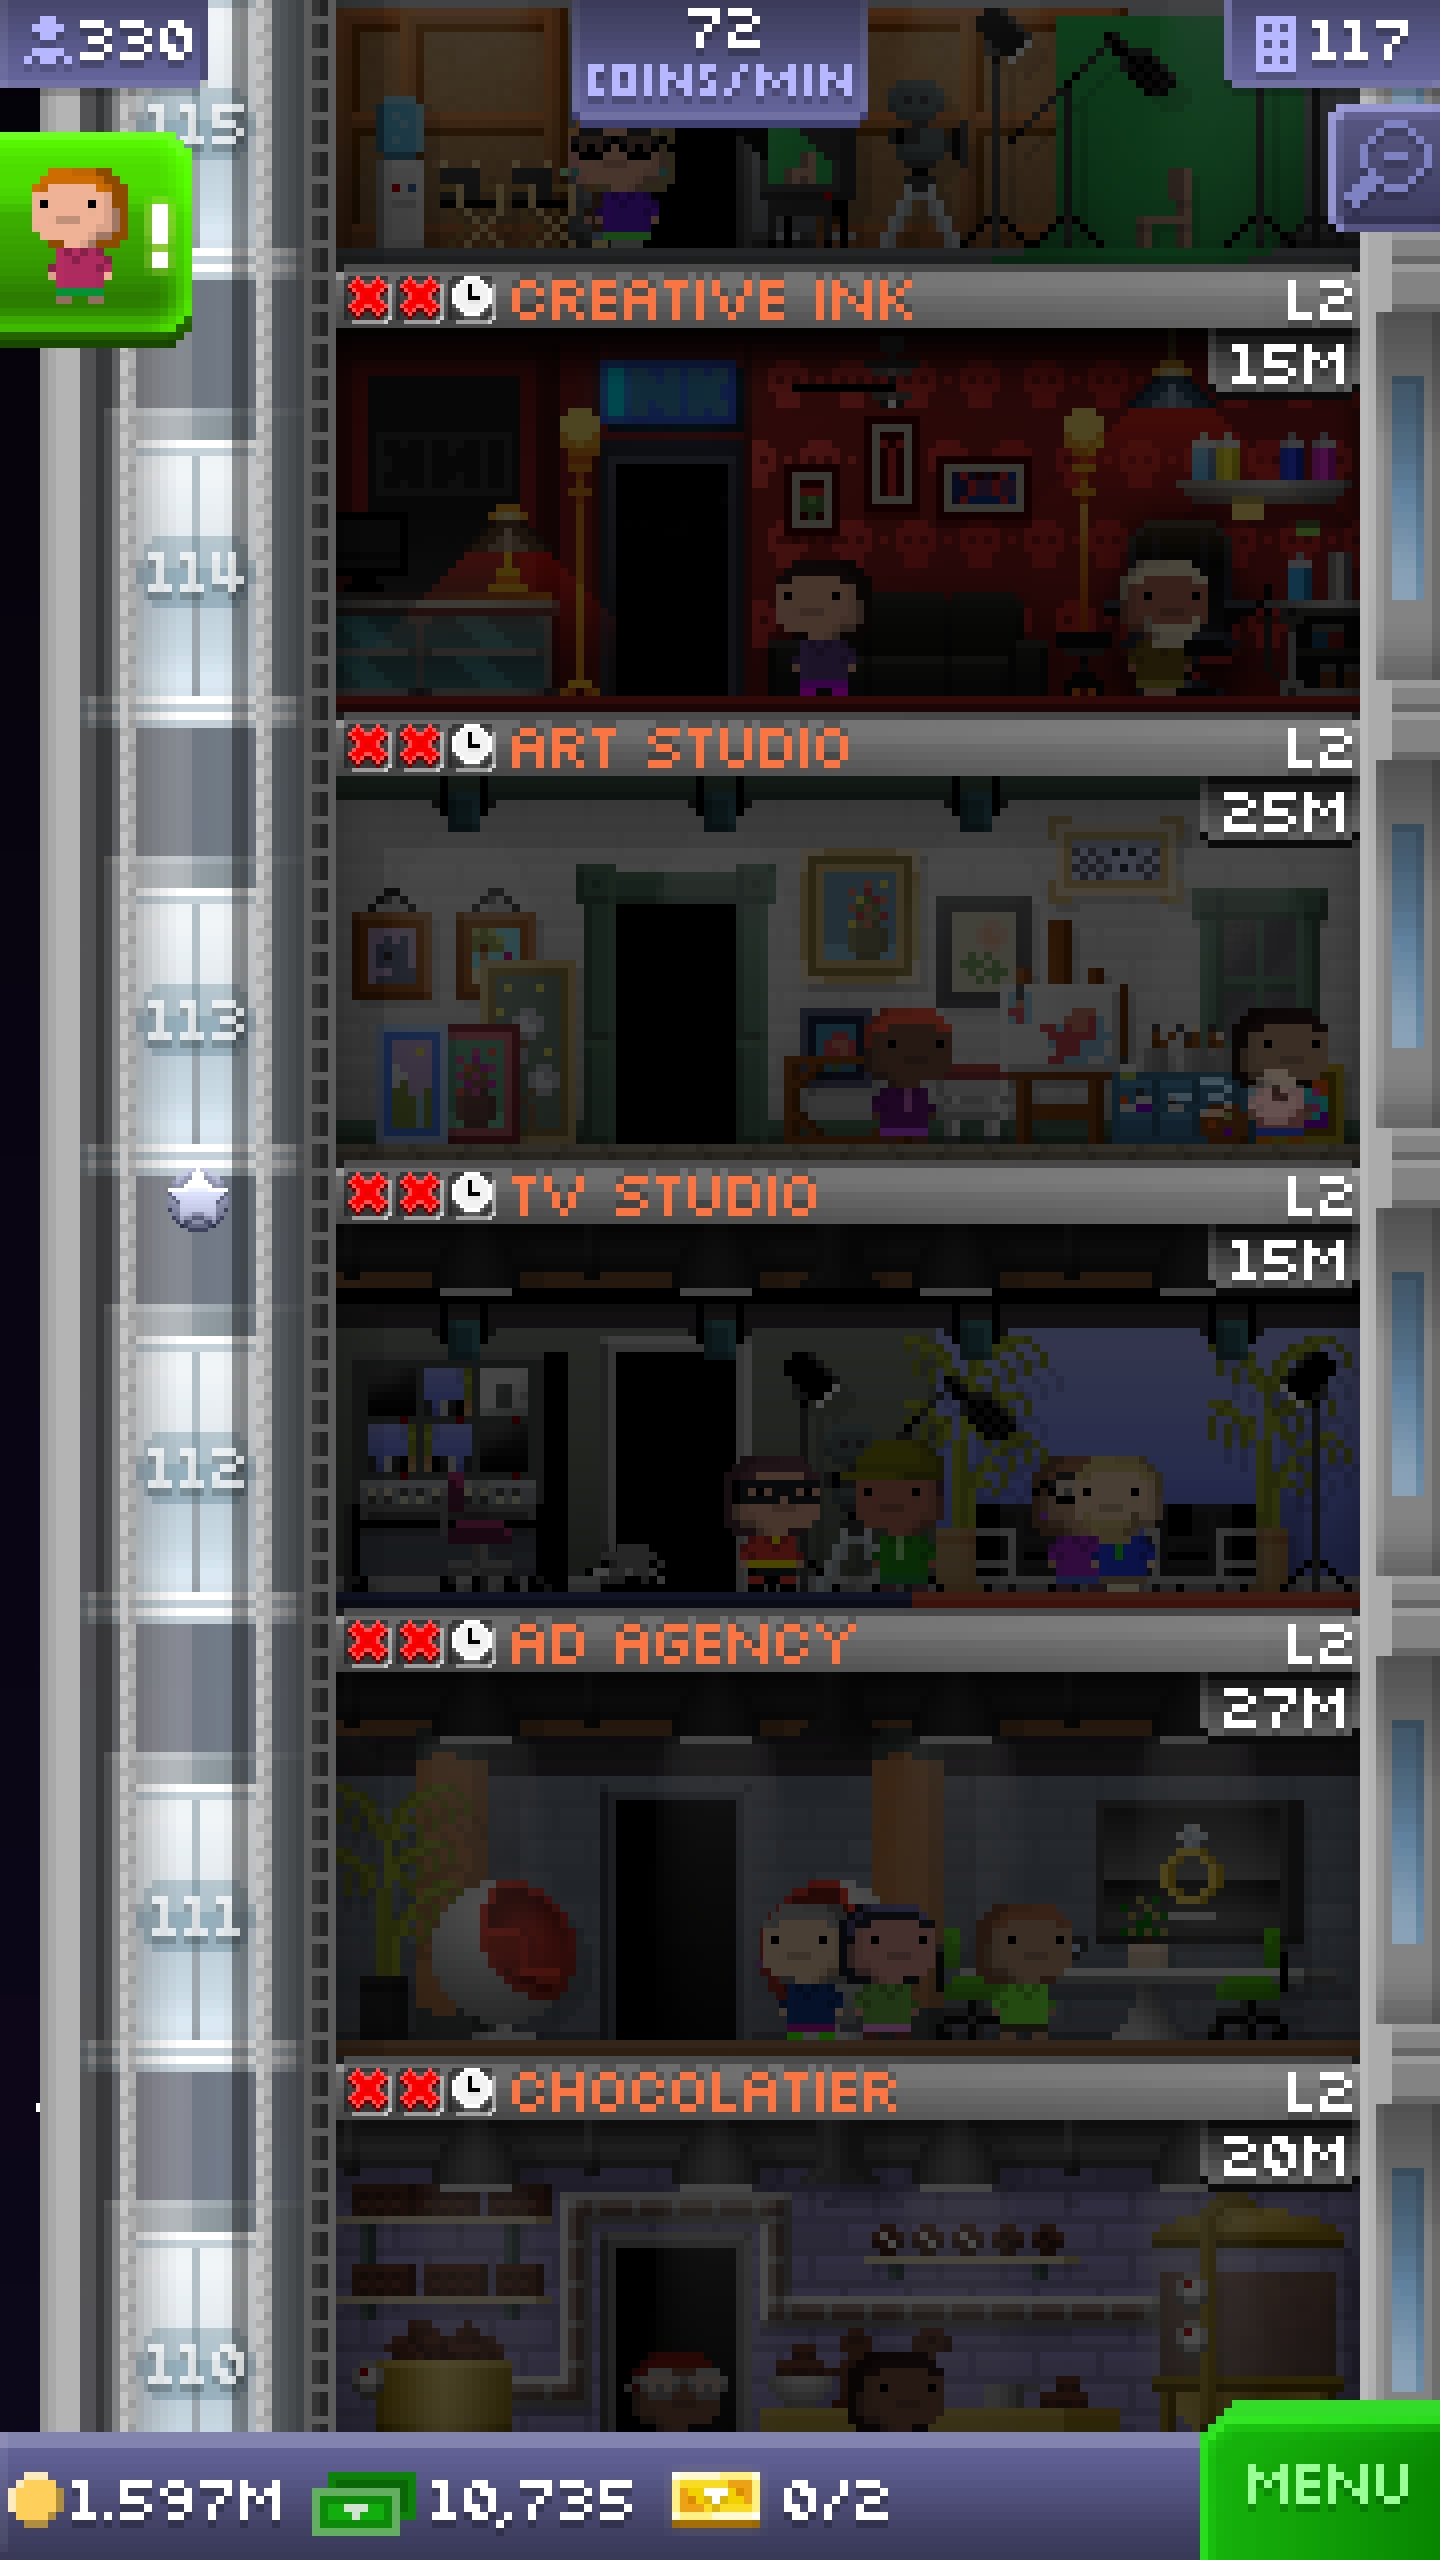 330
72
COINS/MIN
117
115
!
CREATIVE INK
L2
15M
INK
114
ART STUDIO
L2
25M
113
TV STUDIO
L2
15M
112
AD AGENCY
L2
27M
111
CHOCOLATIER
L2
20M
110
1.597M
10,735
0/2
MENU